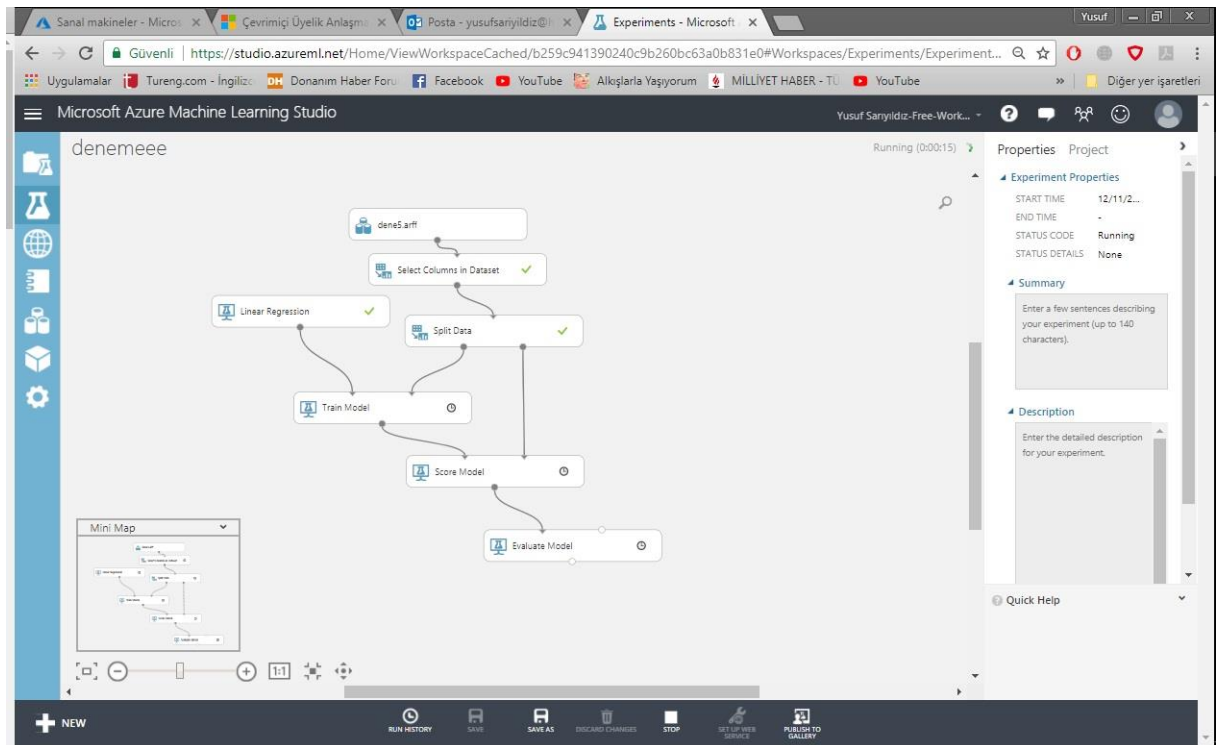 Sanal makineler - Micros
Çevrimiçi Üyelik Anlaşma
Posta - yusufsariyildiz@h
Experiments - Microsoft
Yusuf
Güvenli | https://studio.azureml.net/Home/ViewWorkspaceCached/b259c941390240c9b260bc63a0b831e0#Workspaces/Experiments/Experiment...
Uygulamalar
Tureng.com - İngilizc
DH Donanım Haber Foru
Facebook
YouTube
Alkışlarla Yaşıyorum
MİLLİYET HABER - TÜ
YouTube
»
Diğer yer işaretleri
Microsoft Azure Machine Learning Studio
Yusuf Sarıyıldız-Free-Work...
denemeee
Running (0:00:15)
Properties Project
Experiment Properties
START TIME 12/11/2...
END TIME -
STATUS CODE Running
STATUS DETAILS None
Summary
Enter a few sentences describing
your experiment (up to 140
characters).
Description
Enter the detailed description
for your experiment.
Quick Help
dene5.arff
Select Columns in Dataset
Linear Regression
Split Data
Train Model
Score Model
Evaluate Model
Mini Map
1:1
NEW
RUN HISTORY
SAVE
SAVE AS
DISCARD CHANGES
STOP
SET UP WEB
SERVICE
PUBLISH TO
GALLERY